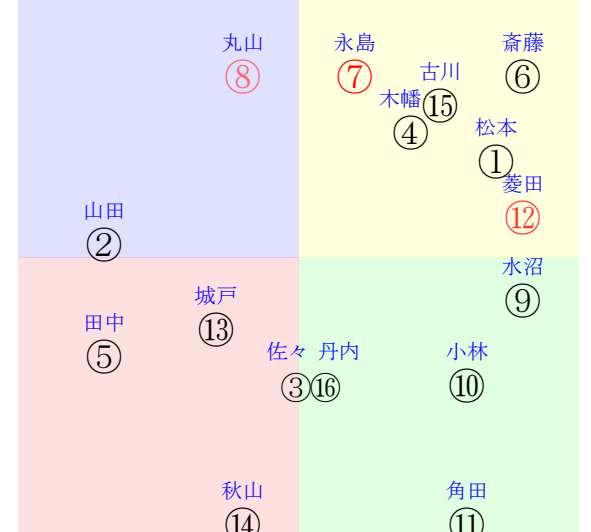 丸山
⑧
永島
⑦
古川
⑮
斎藤
⑥
木幡
④
松本
①
菱田
⑫
山田
②
水沼
⑨
城戸
⑬
田中
⑤
佐々 丹内
③⑯
小林
⑩
秋山
⑭
角田
⑪